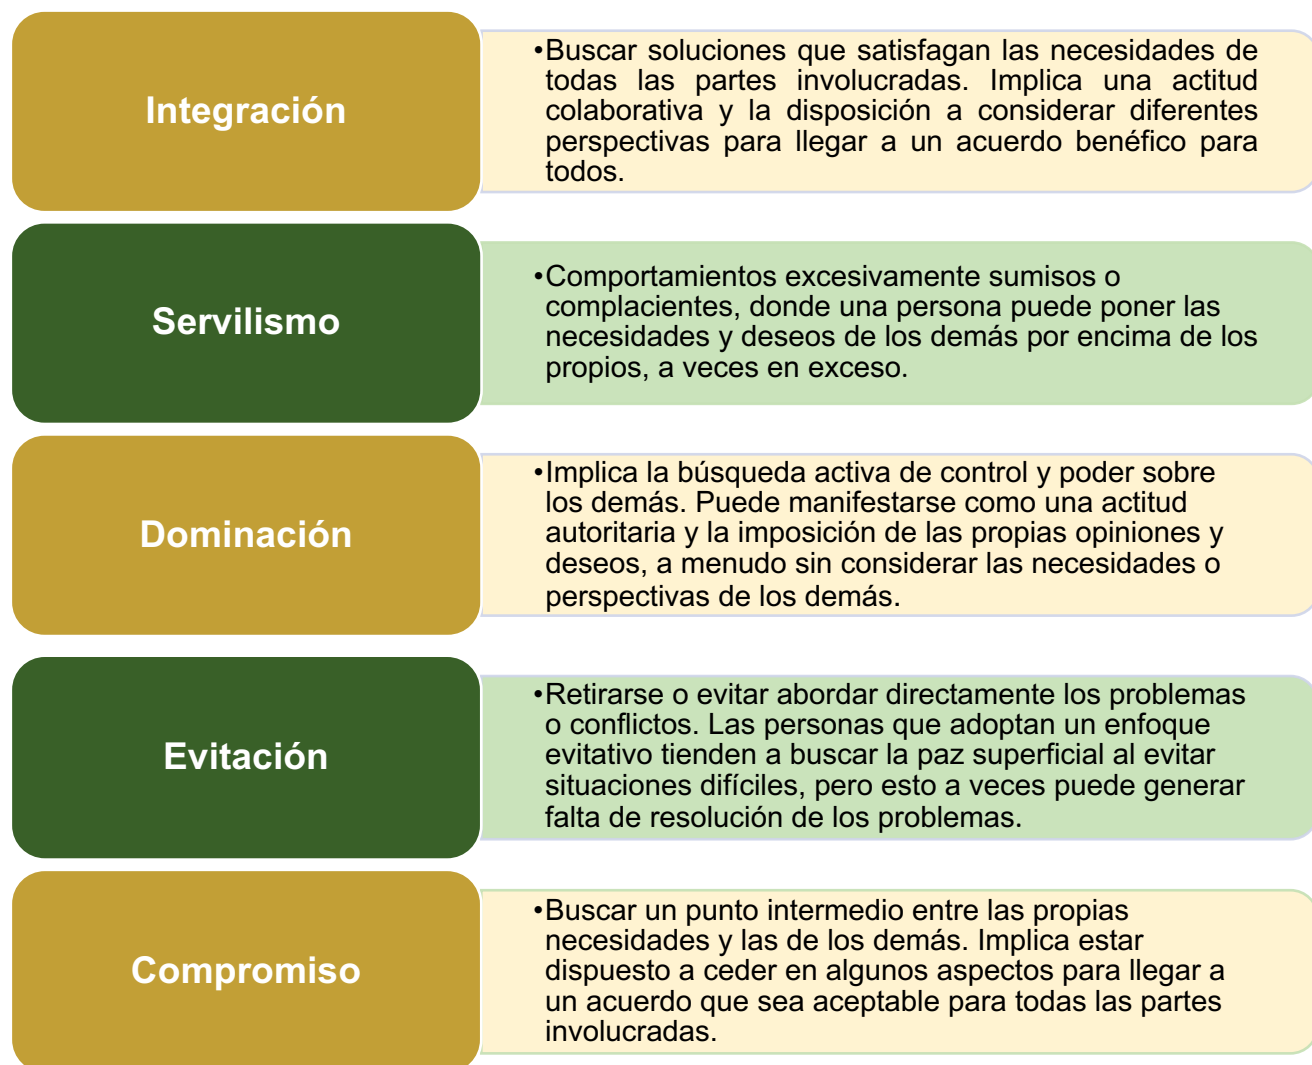 Integración
•Buscar soluciones que satisfagan las necesidades de
todas las partes involucradas. Implica una actitud
colaborativa y la disposición a considerar diferentes
perspectivas para llegar a un acuerdo benéfico para
todos.
Servilismo
•Comportamientos excesivamente sumisos o
complacientes, donde una persona puede poner las
necesidades y deseos de los demás por encima de los
propios, a veces en exceso.
Dominación
•Implica la búsqueda activa de control y poder sobre
los demás. Puede manifestarse como una actitud
autoritaria y la imposición de las propias opiniones y
deseos, a menudo sin considerar las necesidades o
perspectivas de los demás.
Evitación
•Retirarse o evitar abordar directamente los problemas
o conflictos. Las personas que adoptan un enfoque
evitativo tienden a buscar la paz superficial al evitar
situaciones difíciles, pero esto a veces puede generar
falta de resolución de los problemas.
Compromiso
•Buscar un punto intermedio entre las propias
necesidades y las de los demás. Implica estar
dispuesto a ceder en algunos aspectos para llegar a
un acuerdo que sea aceptable para todas las partes
involucradas.